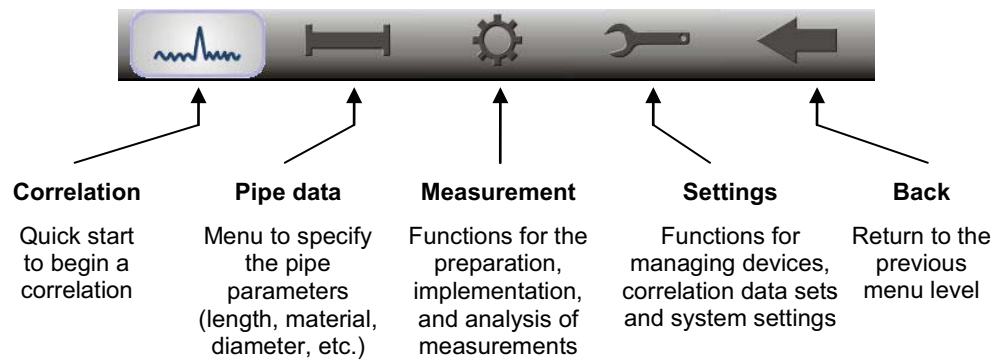 Correlation
Quick start
to begin a
correlation
Pipe data
Menu to specify
the pipe
parameters
(length, material,
diameter, etc.)
Measurement
Functions for the
preparation,
implementation,
and analysis of
measurements
Settings
Functions for
managing devices,
correlation data sets
and system settings
Back
Return to the
previous
menu level